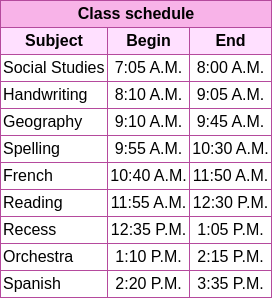 Class schedule
Subject Begin End
Social Studies 7:05 A.M. 8:00 A.M.
Handwriting 8:10 A.M. 9:05 A.M.
Geography 9:10 A.M. 9:45 A.M.
Spelling 9:55 A.M. 10:30 A.M.
French 10:40 A.M. 11:50 A.M.
Reading 11:55 A.M. 12:30 P.M.
Recess 12:35 P.M. 1:05 P.M.
Orchestra 1:10 P.M. 2:15 P.M.
Spanish 2:20 P.M. 3:35 P.M.